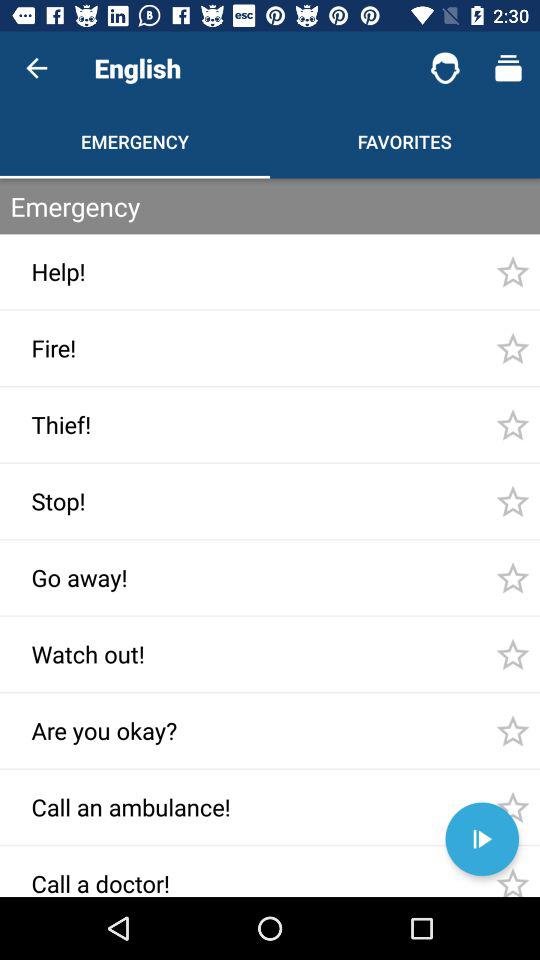 2:30
English
EMERGENCY
FAVORITES
Emergency
Help!
Fire!
Thief!
Stop!
Go away!
Watch out!
Are you okay?
Call an ambulance!
Call a doctor!